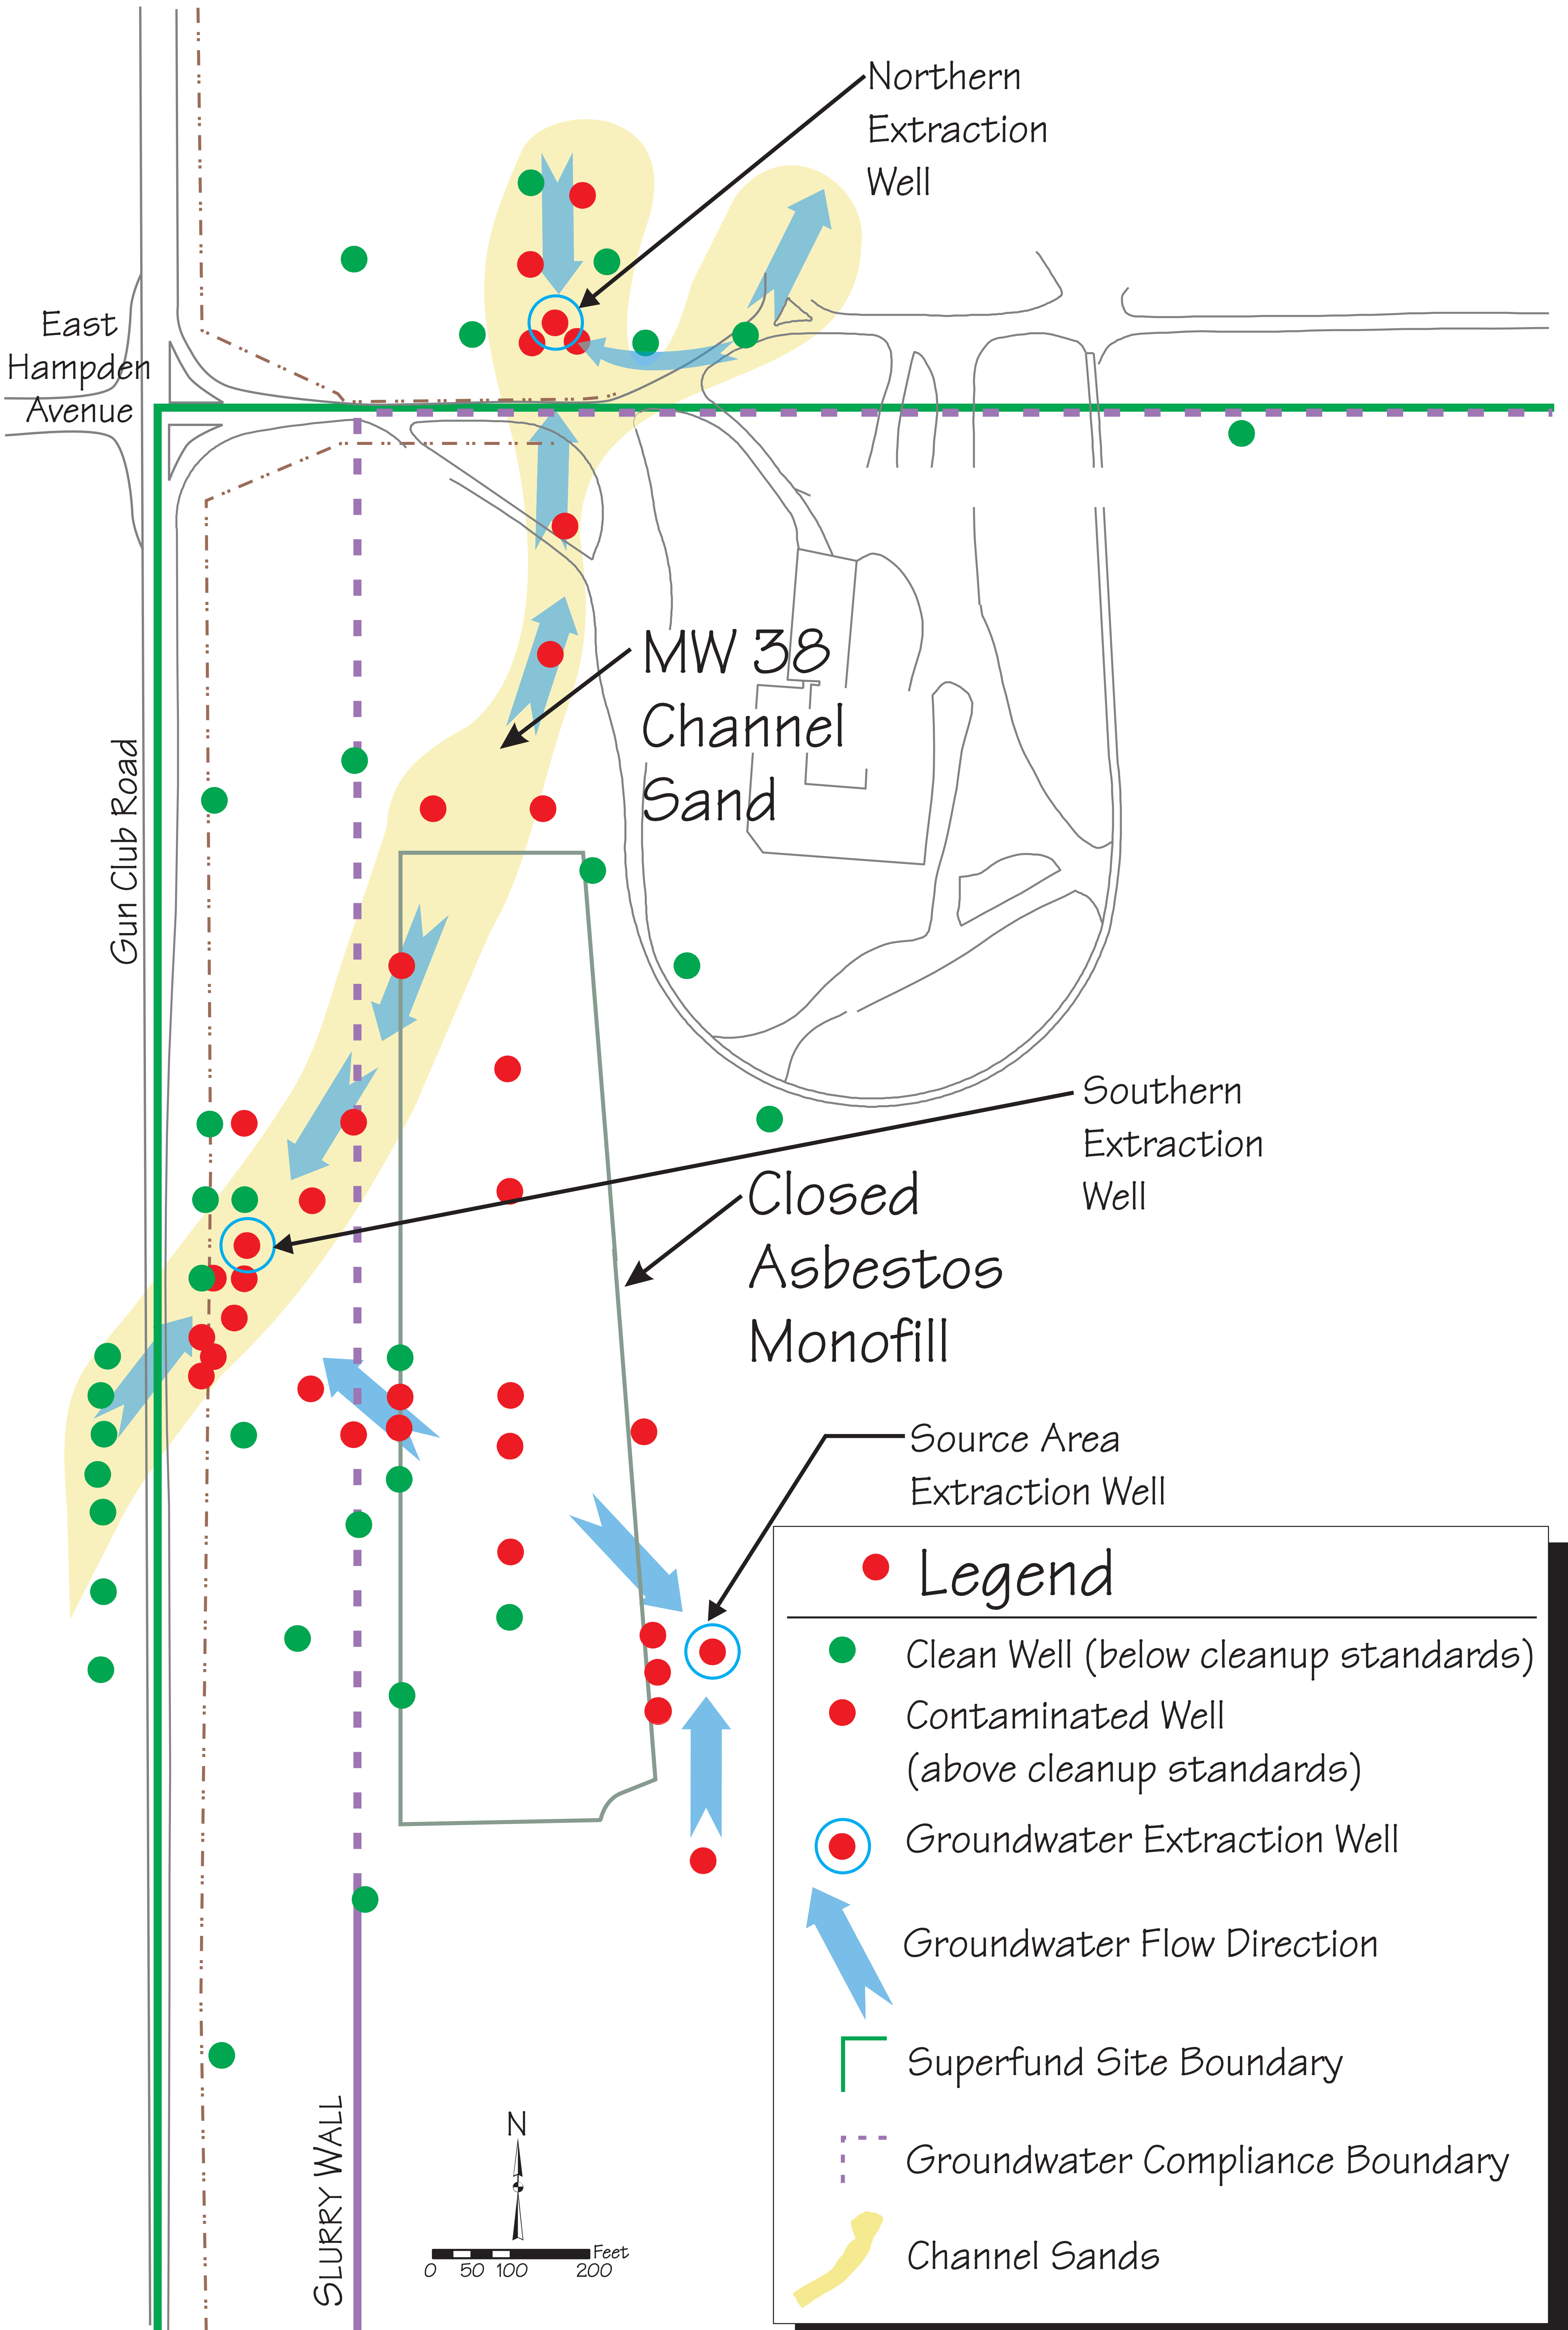 Northern
Extraction
Well
East
Hampden
Avenue
MW 38
Channel
Sand
Gun Club Road
Southern
Extraction
Well
Closed
Asbestos
Monofill
Source Area
Extraction Well
Legend
Clean Well (below cleanup standards)
Contaminated Well
(above cleanup standards)
Groundwater Extraction Well
Groundwater Flow Direction
Superfund Site Boundary
Groundwater Compliance Boundary
Channel Sands
SLURRY WALL
N
Feet
0 50 100 200